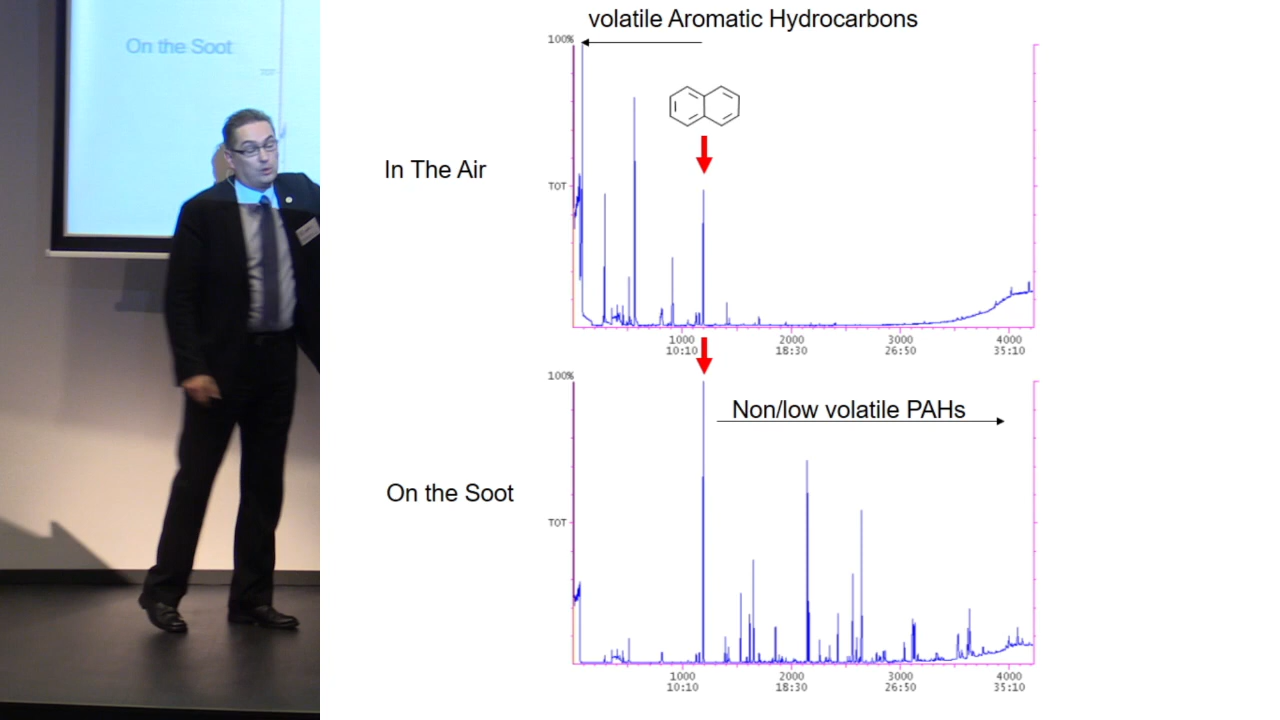 On the Soot
TOT
volatile Aromatic Hydrocarbons
100%
In The Air
TOT
1000 2000 3000 4000
10:10 18:30 26:50 35:10
100%
Non/low volatile PAHs
On the Soot
TOT
1000 2000 3000 4000
10:10 18:30 26:50 35:10